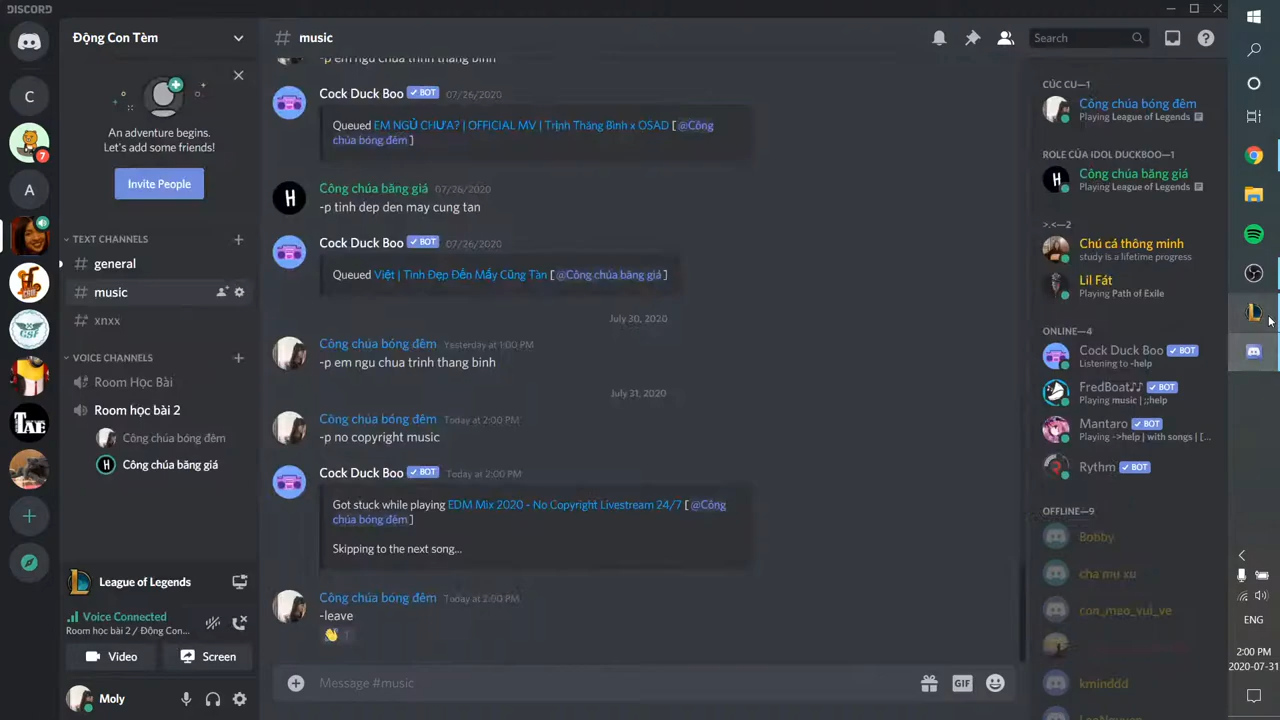 DISCORD
Động Con Tèm
An adventure begins.
Let's add some friends!
Invite People
TEXT CHANNELS
general
music
xnxx
VOICE CHANNELS
Room Học Bài
Room học bài 2
Công chúa bóng đêm
Công chúa băng giá
League of Legends
Voice Connected
Room học bài 2 / Động Con...
Video
Screen
Moly
C
7
A
TAE
# music
Search
-p em ngu chua trinh thang binh
Cock Duck Boo ✔ BOT 07/26/2020
Queued EM NGỦ CHƯA? | OFFICIAL MV | Trịnh Thăng Bình x OSAD [ @Công
chúa bóng đêm ]
H
Công chúa băng giá 07/26/2020
-p tinh dep den may cung tan
Cock Duck Boo ✔ BOT 07/26/2020
Queued Việt | Tình Đẹp Đến Mấy Cũng Tàn [ @Công chúa băng giá ]
July 30, 2020
Công chúa bóng đêm Yesterday at 1:00 PM
-p em ngu chua trinh thang binh
July 31, 2020
Công chúa bóng đêm Today at 2:00 PM
-p no copyright music
Cock Duck Boo ✔ BOT Today at 2:00 PM
Got stuck while playing EDM Mix 2020 - No Copyright Livestream 24/7 [ @Công
chúa bóng đêm ]
Skipping to the next song...
Công chúa bóng đêm Today at 2:00 PM
-leave
👋 1
Message #music
GIF
CÚC CU—1
Công chúa bóng đêm
Playing League of Legends
ROLE CỦA IDOL DUCKBOO—1
Công chúa băng giá
Playing League of Legends
>.<—2
Chú cá thông minh
study is a lifetime progress
Lil Fát
Playing Path of Exile
ONLINE—4
Cock Duck Boo ✔ BOT
Listening to -help
FredBoat♪♪ ✔ BOT
Playing music | ;;help
Mantaro ✔ BOT
Playing ->help | with songs | [...
Rythm ✔ BOT
OFFLINE—9
Bobby
cha mu xu
con_meo_vui_ve
kminddd
ENG
2:00 PM
2020-07-31